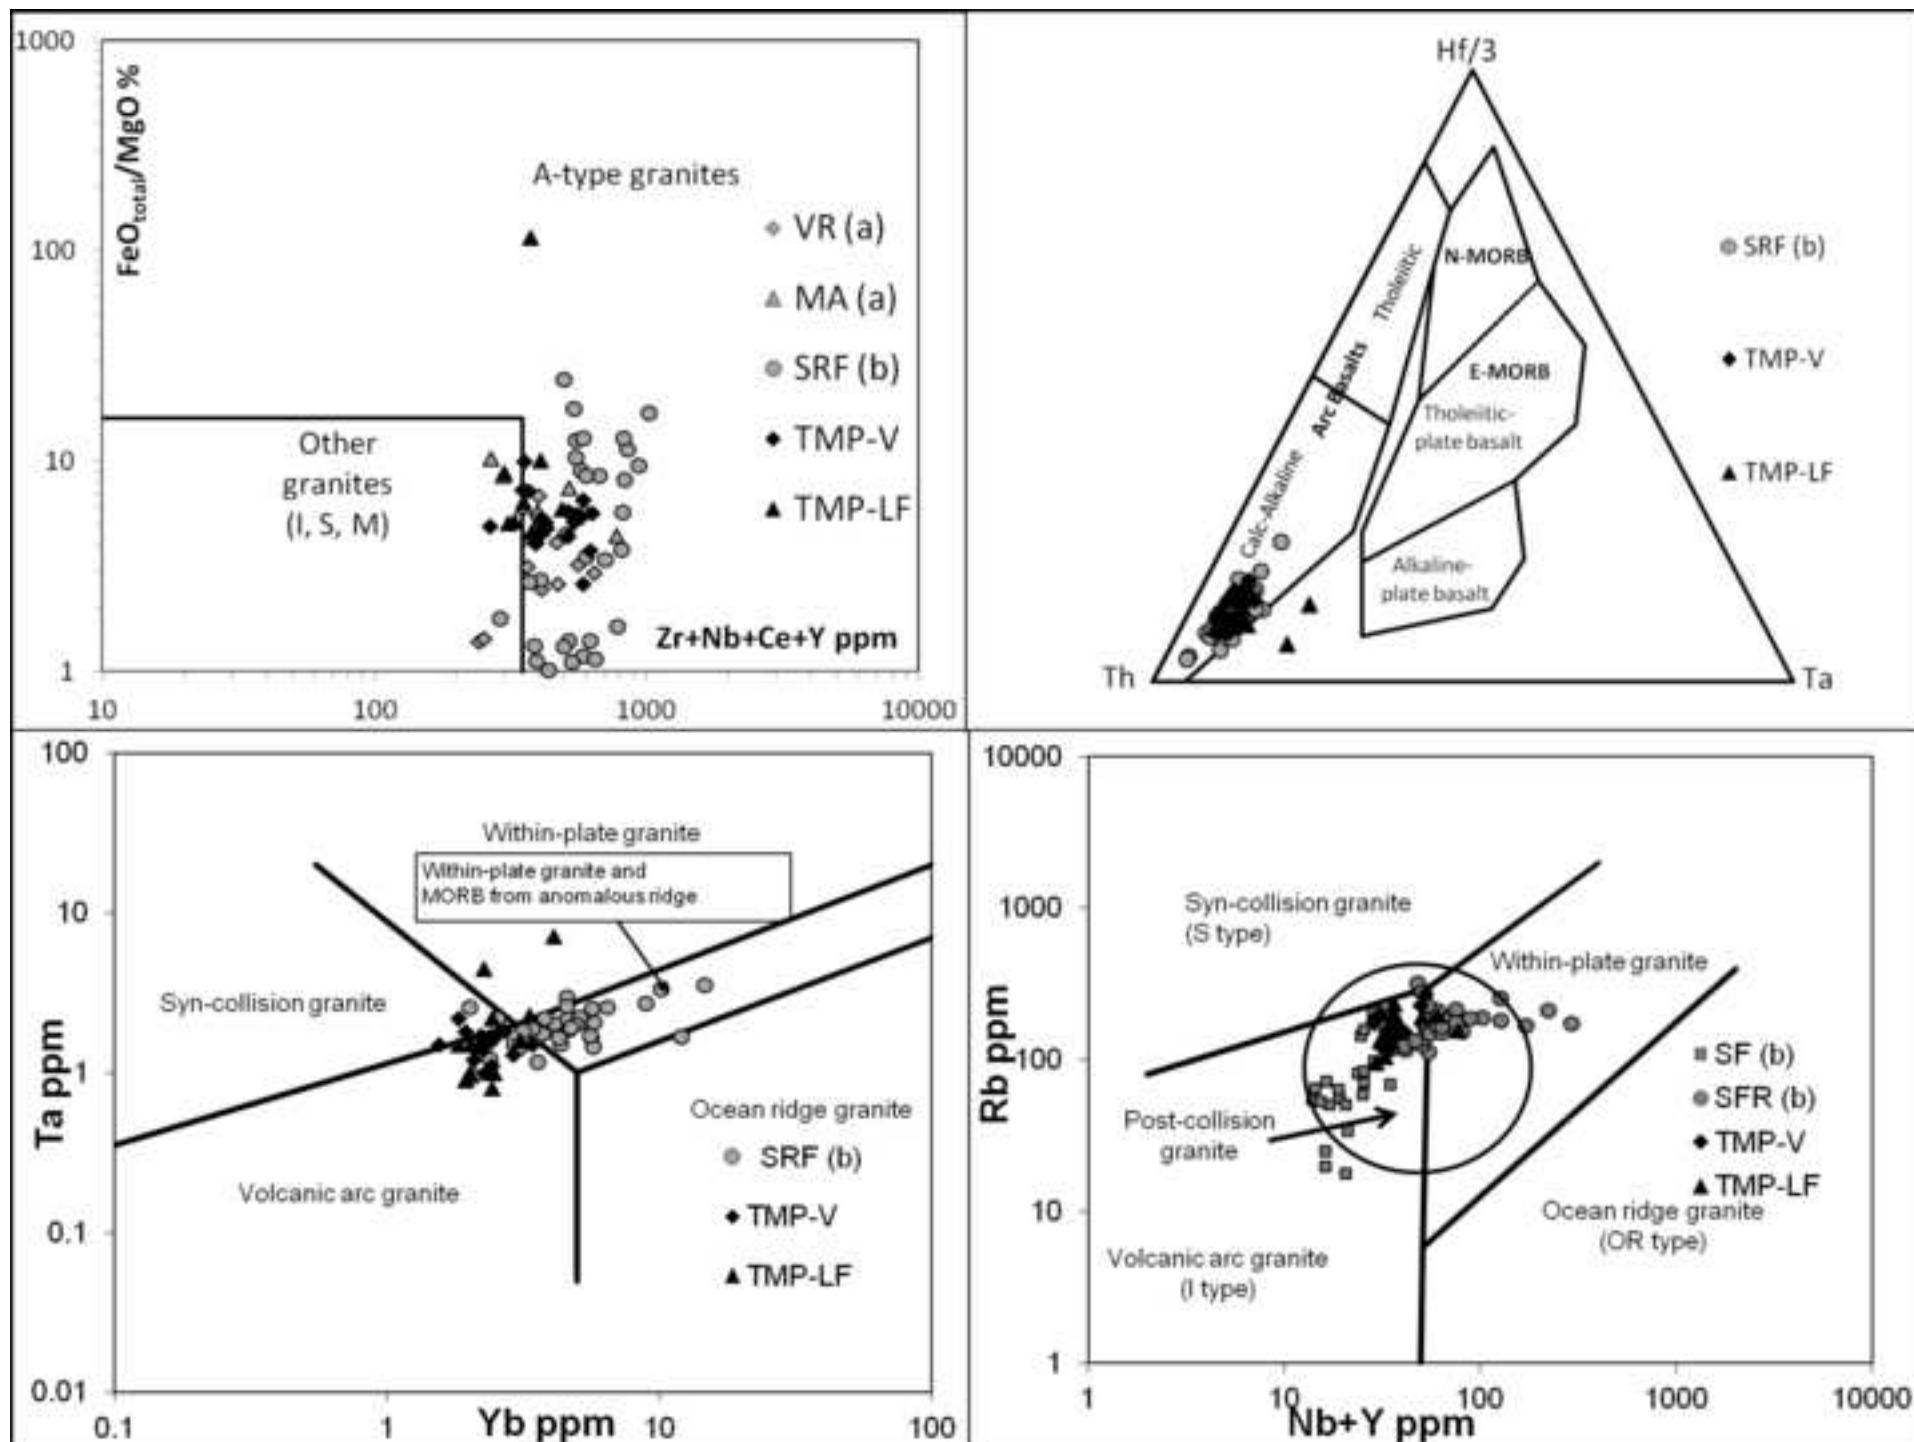 1000
100
10
1
FeOtotal/MgO %
A-type granites
VR (a)
MA (a)
SRF (b)
TMP-V
TMP-LF
Other
granites
(I, S, M)
Zr+Nb+Ce+Y ppm
10
100
1000
10000
Hf/3
Tholeiitic
N-MORB
Arc Basalts
E-MORB
Tholeiitic-
plate basalt
Calc-Alkaline
Alkaline-
plate basalt
Th
Ta
SRF (b)
TMP-V
TMP-LF
100
10
1
0.1
0.01
Ta ppm
Within-plate granite
Within-plate granite and
MORB from anomalous ridge
Syn-collision granite
Ocean ridge granite
Volcanic arc granite
SRF (b)
TMP-V
TMP-LF
0.1
1
10
100
Yb ppm
10000
1000
100
10
1
Rb ppm
Syn-collision granite
(S type)
Within-plate granite
Post-collision
granite
SF (b)
SFR (b)
TMP-V
TMP-LF
Ocean ridge granite
(OR type)
Volcanic arc granite
(I type)
1
10
100
1000
10000
Nb+Y ppm